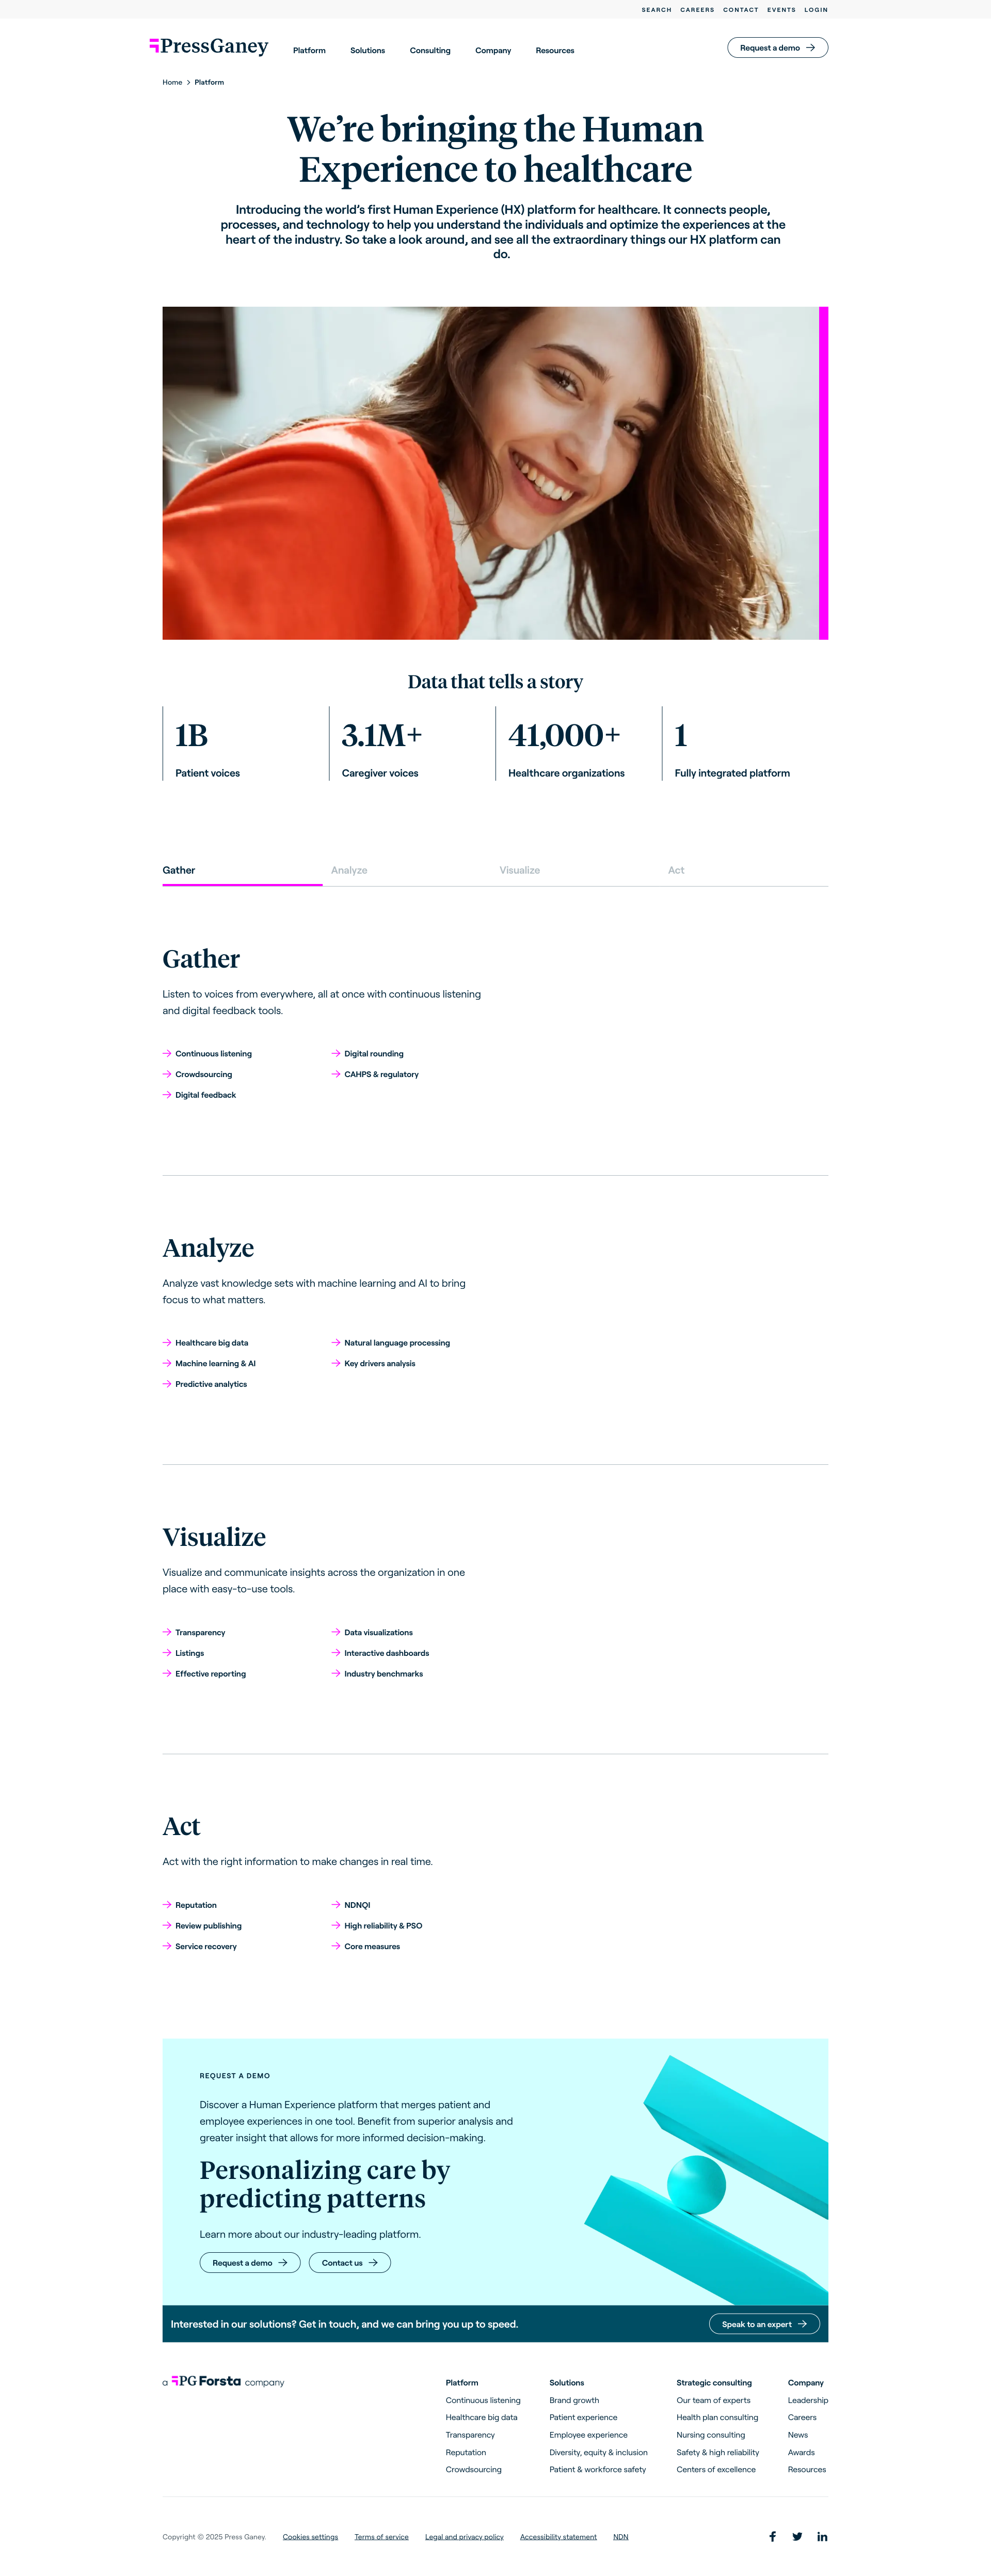 SEARCH CAREERS CONTACT EVENTS LOGIN
PressGaney Platform Solutions Consulting Company Resources Request a demo
Home Platform
We're bringing the Human
Experience to healthcare
Introducing the world's first Human Experience (HX) platform for healthcare. It connects people,
processes, and technology to help you understand the individuals and optimize the experiences at the
heart of the industry. So take a look around, and see all the extraordinary things our HX platform can
do.
Data that tells a story
1B 3.1M+ 41,000+ 1
Patient voices Caregiver voices Healthcare organizations Fully integrated platform
Gather Analyze Visualize Act
Gather
Listen to voices from everywhere, all at once with continuous listening
and digital feedback tools.
Continuous listening Digital rounding
Crowdsourcing CAHPS & regulatory
Digital feedback
Analyze
Analyze vast knowledge sets with machine learning and AI to bring
focus to what matters.
Healthcare big data Natural language processing
Machine learning & AI Key drivers analysis
Predictive analytics
Visualize
Visualize and communicate insights across the organization in one
place with easy-to-use tools.
Transparency Data visualizations
Listings Interactive dashboards
Effective reporting Industry benchmarks
Act
Act with the right information to make changes in real time.
Reputation NDNQI
Review publishing High reliability & PSO
Service recovery Core measures
REQUEST A DEMO
Discover a Human Experience platform that merges patient and
employee experiences in one tool. Benefit from superior analysis and
greater insight that allows for more informed decision-making.
Personalizing care by
predicting patterns
Learn more about our industry-leading platform.
Request a demo Contact us
Interested in our solutions? Get in touch, and we can bring you up to speed. Speak to an expert
a PG Forsta company
Platform Solutions Strategic consulting Company
Continuous listening Brand growth Our team of experts Leadership
Healthcare big data Patient experience Health plan consulting Careers
Transparency Employee experience Nursing consulting News
Reputation Diversity, equity & inclusion Safety & high reliability Awards
Crowdsourcing Patient & workforce safety Centers of excellence Resources
Copyright © 2025 Press Ganey. Cookies settings Terms of service Legal and privacy policy Accessibility statement NDN